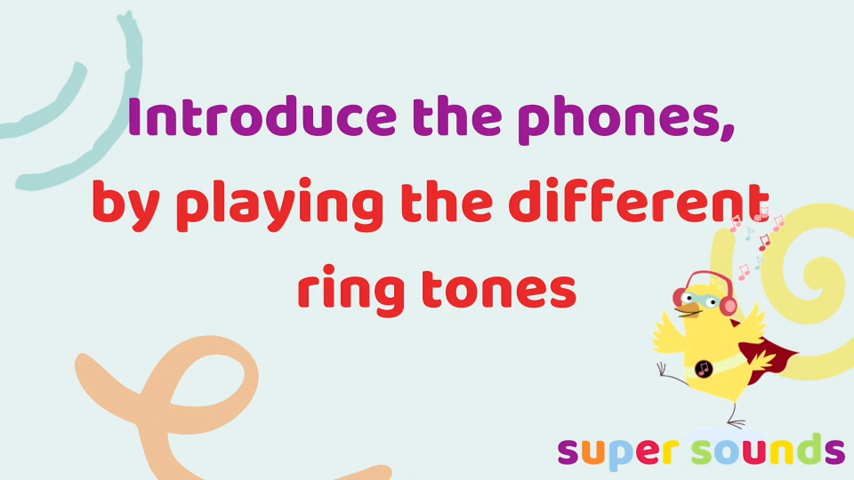 Introduce the phones,
by playing the different
ring tones
super sounds